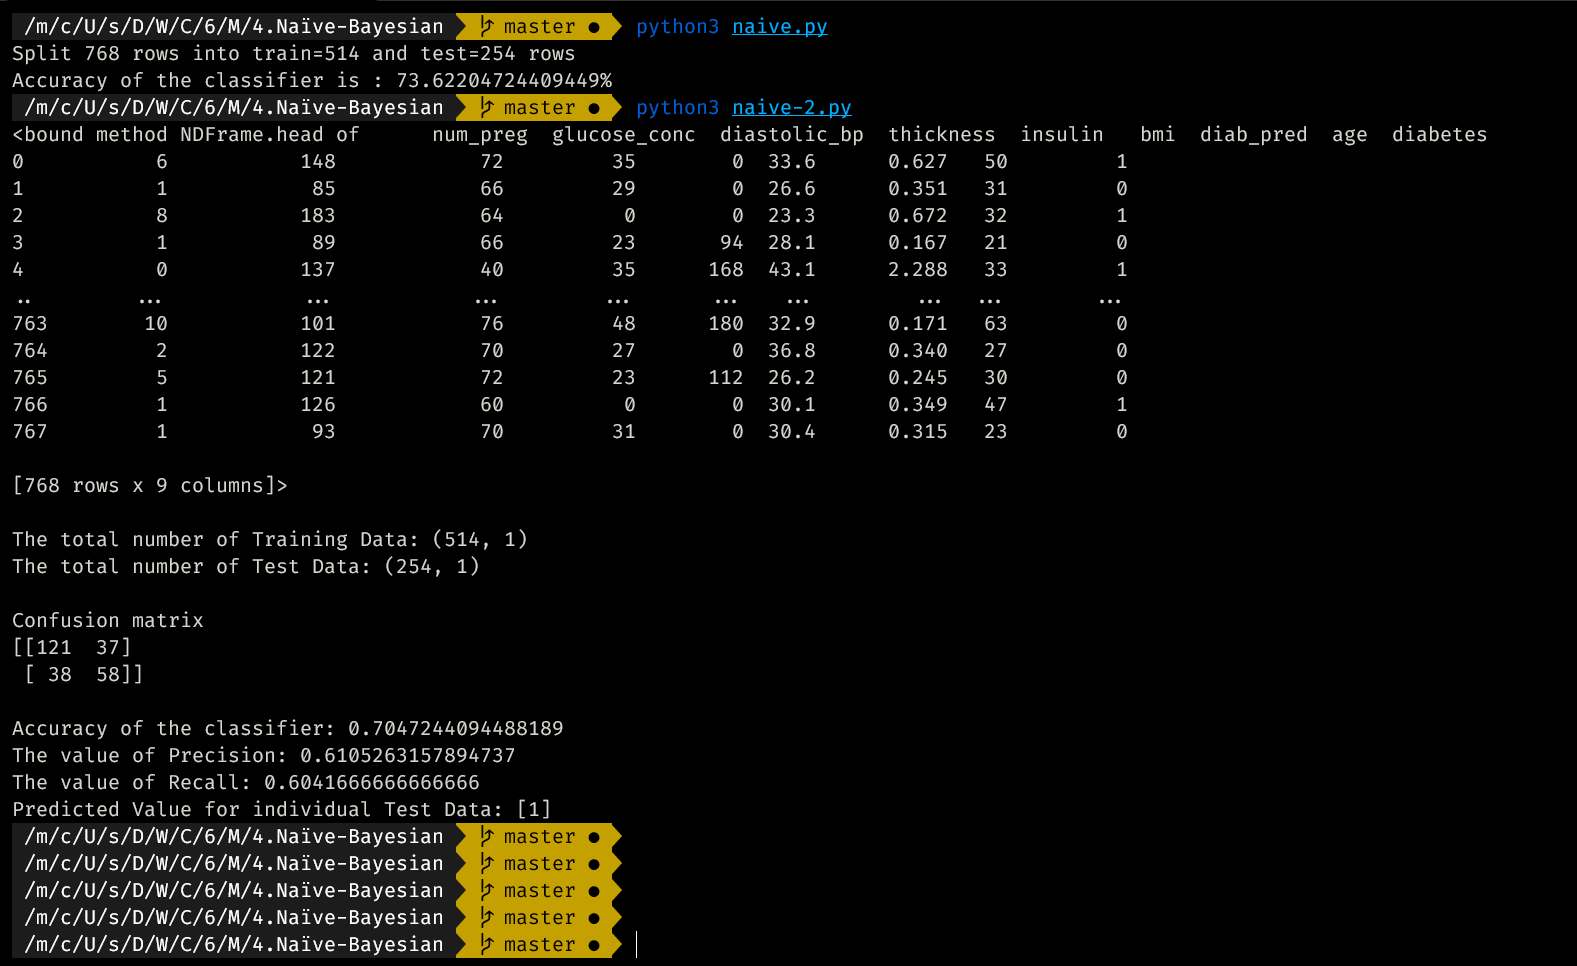 /m/c/U/s/D/W/C/6/M/4.Naïve-Bayesian master ● python3 naive.py
Split 768 rows into train=514 and test=254 rows
Accuracy of the classifier is : 73.62204724409449%
/m/c/U/s/D/W/C/6/M/4.Naïve-Bayesian master ● python3 naive-2.py
<bound method NDFrame.head of      num_preg  glucose_conc  diastolic_bp  thickness  insulin   bmi  diab_pred  age  diabetes
0           6           148            72         35        0  33.6      0.627   50         1
1           1            85            66         29        0  26.6      0.351   31         0
2           8           183            64          0        0  23.3      0.672   32         1
3           1            89            66         23       94  28.1      0.167   21         0
4           0           137            40         35      168  43.1      2.288   33         1
..        ...           ...           ...        ...      ...   ...        ...  ...       ...
763        10           101            76         48      180  32.9      0.171   63         0
764         2           122            70         27        0  36.8      0.340   27         0
765         5           121            72         23      112  26.2      0.245   30         0
766         1           126            60          0        0  30.1      0.349   47         1
767         1            93            70         31        0  30.4      0.315   23         0
[768 rows x 9 columns]>
The total number of Training Data: (514, 1)
The total number of Test Data: (254, 1)
Confusion matrix
[[121  37]
 [ 38  58]]
Accuracy of the classifier: 0.7047244094488189
The value of Precision: 0.6105263157894737
The value of Recall: 0.6041666666666666
Predicted Value for individual Test Data: [1]
/m/c/U/s/D/W/C/6/M/4.Naïve-Bayesian master ●
/m/c/U/s/D/W/C/6/M/4.Naïve-Bayesian master ●
/m/c/U/s/D/W/C/6/M/4.Naïve-Bayesian master ●
/m/c/U/s/D/W/C/6/M/4.Naïve-Bayesian master ●
/m/c/U/s/D/W/C/6/M/4.Naïve-Bayesian master ●